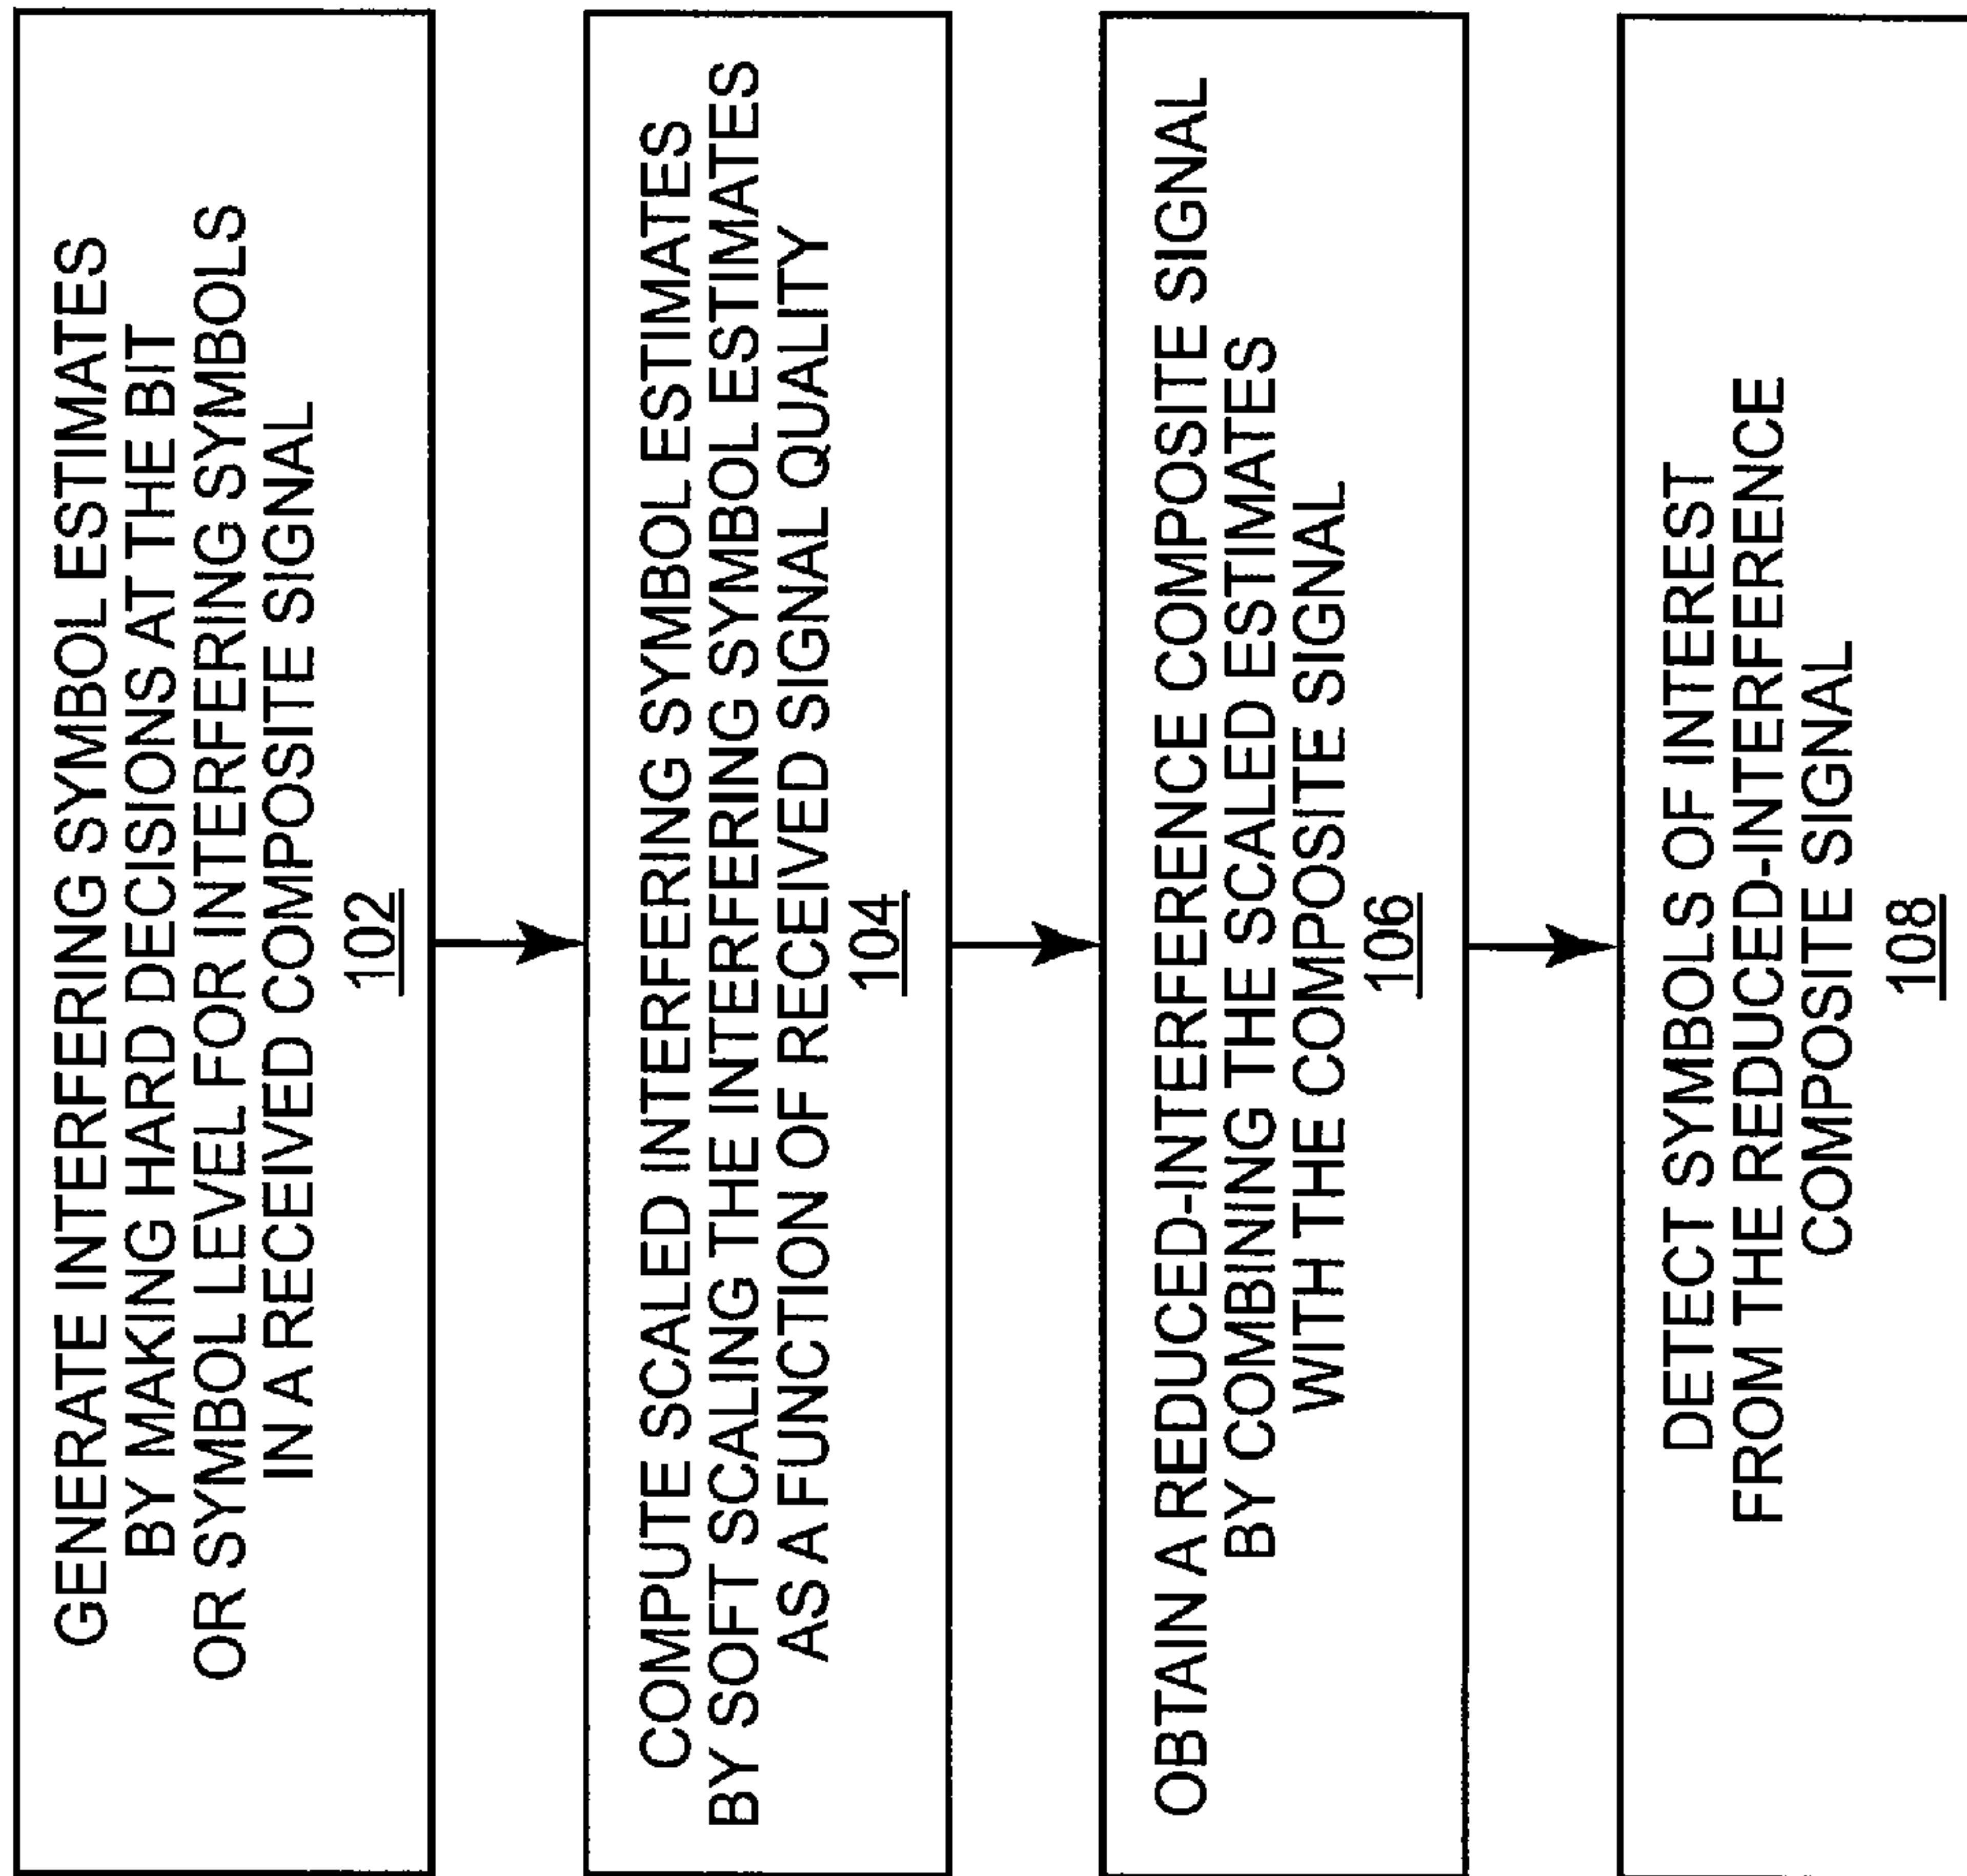 GENERATE INTERFERING SYMBOL ESTIMATES
BY MAKING HARD DECISIONS AT THE BIT
OR SYMBOL LEVEL FOR INTERFERING SYMBOLS
IN A RECEIVED COMPOSITE SIGNAL
102
COMPUTE SCALED INTERFERING SYMBOL ESTIMATES
BY SOFT SCALING THE INTERFERING SYMBOL ESTIMATES
AS A FUNCTION OF RECEIVED SIGNAL QUALITY
104
OBTAIN A REDUCED-INTERFERENCE COMPOSITE SIGNAL
BY COMBINING THE SCALED ESTIMATES
WITH THE COMPOSITE SIGNAL
106
DETECT SYMBOLS OF INTEREST
FROM THE REDUCED-INTERFERENCE
COMPOSITE SIGNAL
108